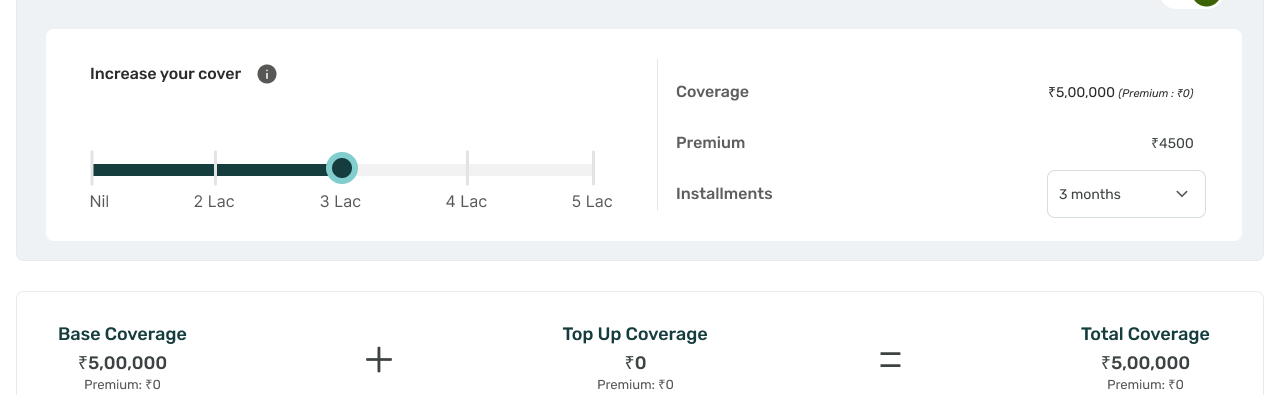 Increase your cover i
Nil 2 Lac 3 Lac 4 Lac 5 Lac
Coverage ₹5,00,000 (Premium : ₹0)
Premium ₹4500
Installments 3 months
Base Coverage + Top Up Coverage = Total Coverage
₹5,00,000 ₹0 ₹5,00,000
Premium: ₹0 Premium: ₹0 Premium: ₹0